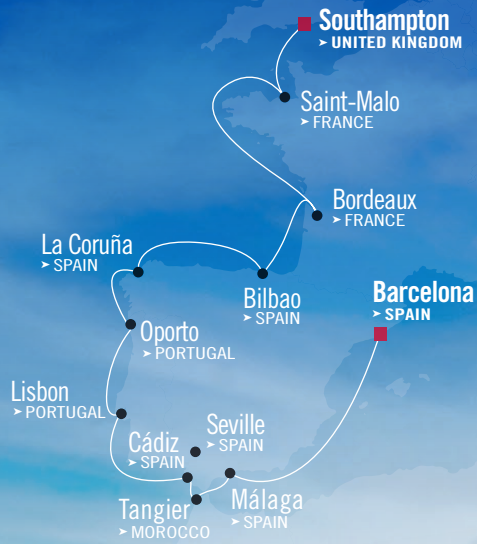 Southampton
➤ UNITED KINGDOM
Saint-Malo
➤ FRANCE
Bordeaux
➤ FRANCE
La Coruña
➤ SPAIN
Bilbao
➤ SPAIN
Barcelona
➤ SPAIN
Oporto
➤ PORTUGAL
Lisbon
➤ PORTUGAL
Seville
➤ SPAIN
Cádiz
➤ SPAIN
Tangier
➤ MOROCCO
Málaga
➤ SPAIN